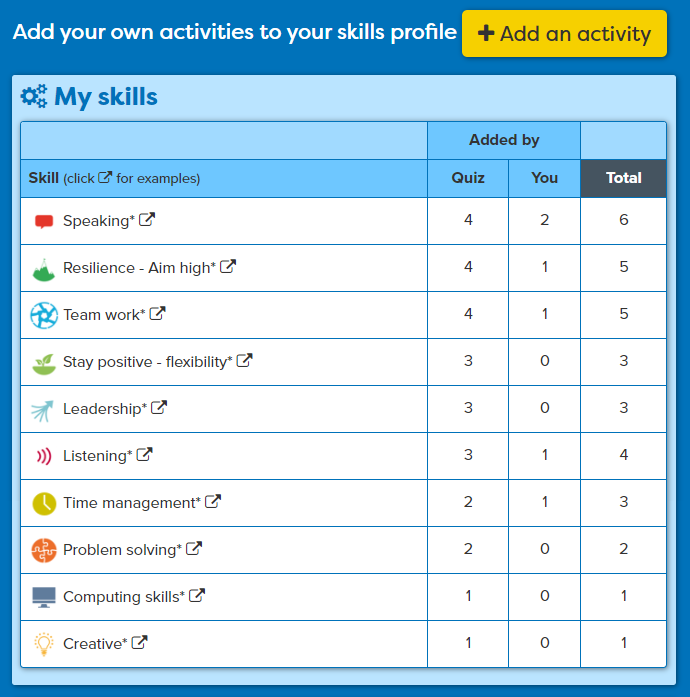 Add your own activities to your skills profile + Add an activity
My skills
Added by
Skill (click for examples) Quiz You Total
Speaking* 4 2 6
Resilience - Aim high* 4 1 5
Team work* 4 1 5
Stay positive - flexibility* 3 0 3
Leadership* 3 0 3
Listening* 3 1 4
Time management* 2 1 3
Problem solving* 2 0 2
Computing skills* 1 0 1
Creative* 1 0 1